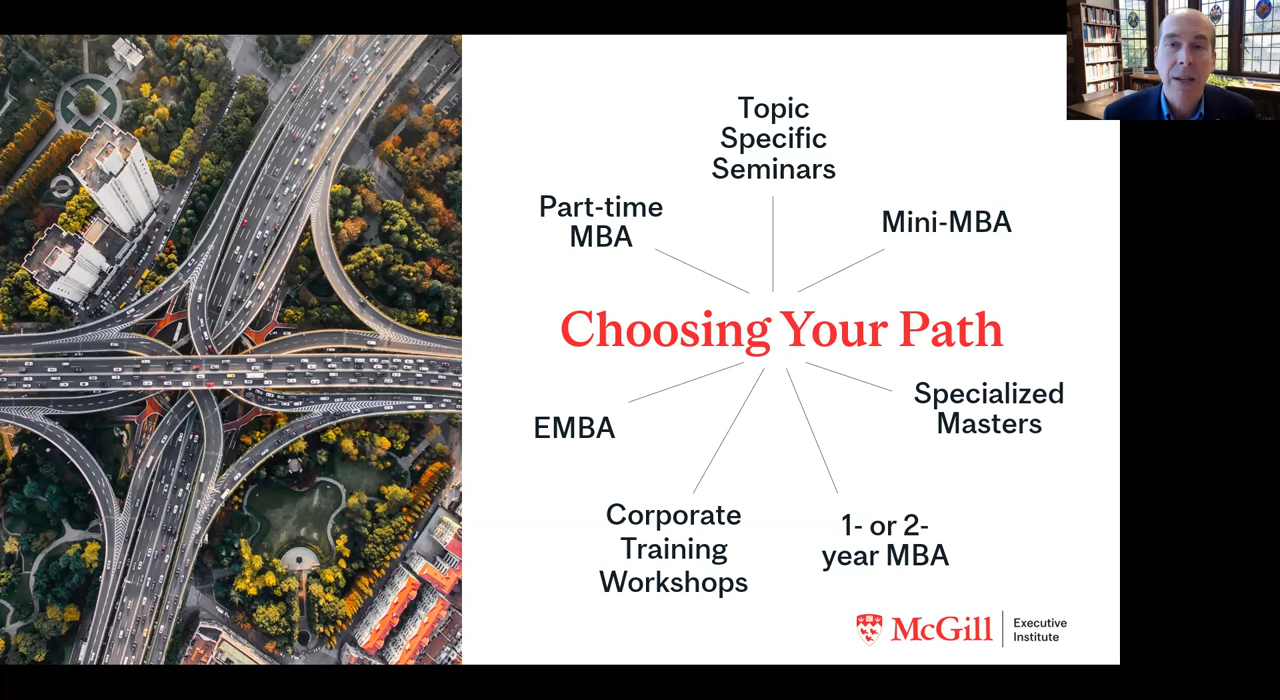 Topic
Specific
Seminars
Part-time
MBA
Mini-MBA
Choosing Your Path
EMBA
Specialized
Masters
Corporate
Training
Workshops
1- or 2-
year MBA
McGill
Executive
Institute